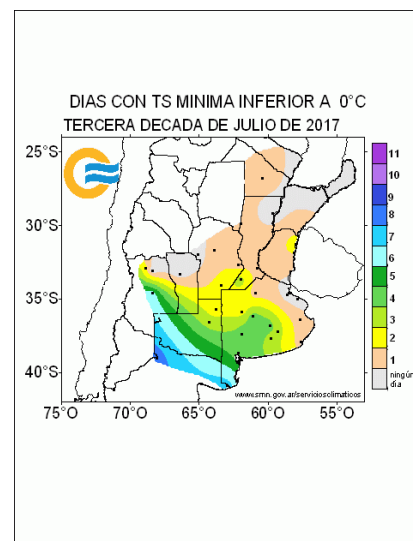 DIAS CON TS MINIMA INFERIOR A 0°C
TERCERA DECADA DE JULIO DE 2017
25°S
30°S
35°S
40°S
75°O
70°O
65°O
60°O
55°O
www.smn.gov.ar/serviciosclimaticos
11
10
9
8
7
6
5
4
3
2
1
ningún
dia